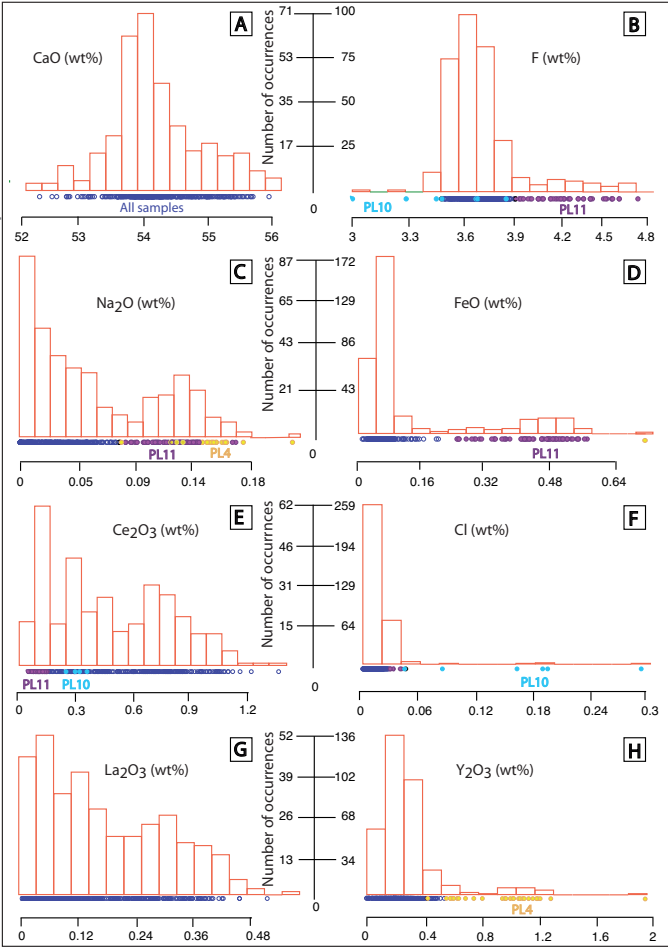 A
CaO (wt%)
Number of occurrences
71
53
35
17
0
100
75
50
25
B
F (wt%)
All samples
52
53
54
55
56
PL10
PL11
3
3.3
3.6
3.9
4.2
4.5
4.8
C
Na2O (wt%)
Number of occurrences
87
65
43
21
0
172
129
86
43
D
FeO (wt%)
PL11
PL4
0
0.05
0.09
0.14
0.18
PL11
0
0.16
0.32
0.48
0.64
E
Ce2O3 (wt%)
Number of occurrnces
62
46
31
15
0
259
194
129
64
F
Cl (wt%)
PL11
PL10
0
0.3
0.6
0.9
1.2
PL10
0
0.06
0.12
0.18
0.24
0.3
G
La2O3 (wt%)
Number of occurrences
52
39
26
13
0
136
102
68
34
H
Y2O3 (wt%)
0
0.12
0.24
0.36
0.48
PL4
0
0.4
0.8
1.2
1.6
2